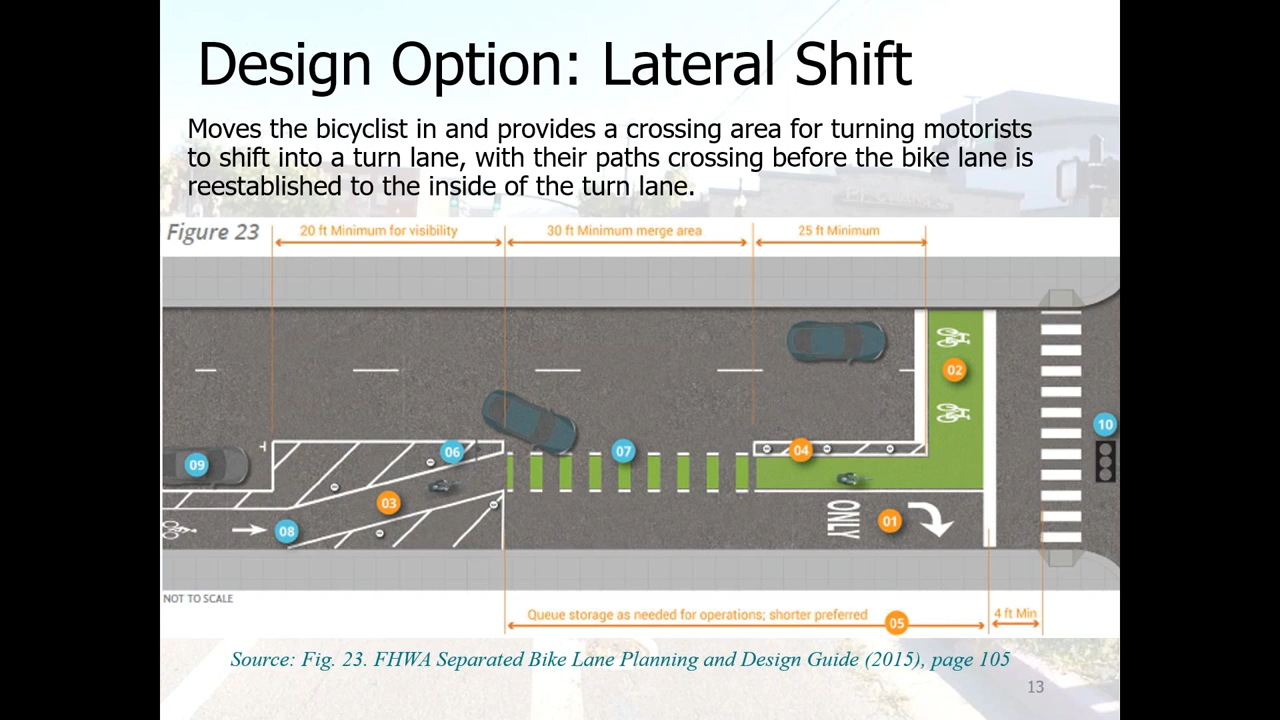 Design Option: Lateral Shift
Moves the bicyclist in and provides a crossing area for turning motorists
to shift into a turn lane, with their paths crossing before the bike lane is
reestablished to the inside of the turn lane.
Figure 23
20 ft Minimum for visibility
30 ft Minimum merge area
25 ft Minimum
02
10
09
06
07
04
03
08
ONLY
01
NOT TO SCALE
Queue storage as needed for operations; shorter preferred
05
4 ft Min
Source: Fig. 23. FHWA Separated Bike Lane Planning and Design Guide (2015), page 105
13